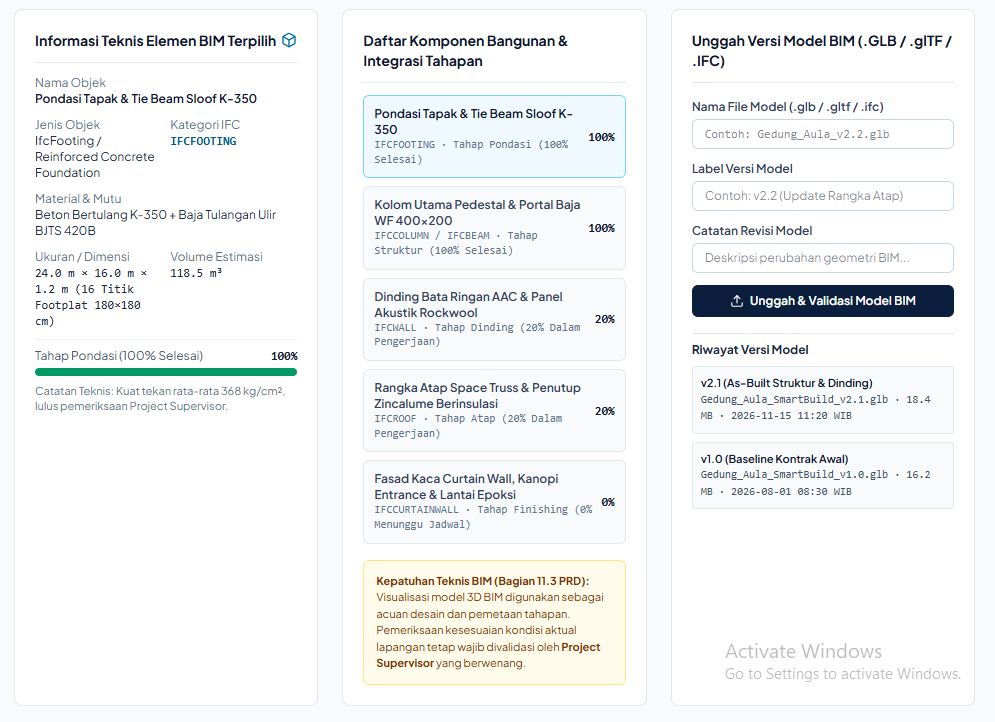 Informasi Teknis Elemen BIM Terpilih
Nama Objek
Pondasi Tapak & Tie Beam Sloof K-350
Jenis Objek
IfcFooting /
Reinforced Concrete
Foundation
Kategori IFC
IFCFOOTING
Material & Mutu
Beton Bertulang K-350 + Baja Tulangan Ulir
BJTS 420B
Ukuran / Dimensi
24.0 m × 16.0 m ×
1.2 m (16 Titik
Footplat 180×180
cm)
Volume Estimasi
118.5 m³
Tahap Pondasi (100% Selesai) 100%
Catatan Teknis: Kuat tekan rata-rata 368 kg/cm²,
lulus pemeriksaan Project Supervisor.
Daftar Komponen Bangunan &
Integrasi Tahapan
Pondasi Tapak & Tie Beam Sloof K-
350
IFCFOOTING · Tahap Pondasi (100%
Selesai)
100%
Kolom Utama Pedestal & Portal Baja
WF 400×200
IFCCOLUMN / IFCBEAM · Tahap
Struktur (100% Selesai)
100%
Dinding Bata Ringan AAC & Panel
Akustik Rockwool
IFCWALL · Tahap Dinding (20% Dalam
Pengerjaan)
20%
Rangka Atap Space Truss & Penutup
Zincalume Berinsulasi
IFCROOF · Tahap Atap (20% Dalam
Pengerjaan)
20%
Fasad Kaca Curtain Wall, Kanopi
Entrance & Lantai Epoksi
IFCCURTAINWALL · Tahap Finishing (0%
Menunggu Jadwal)
0%
Kepatuhan Teknis BIM (Bagian 11.3 PRD):
Visualisasi model 3D BIM digunakan sebagai
acuan desain dan pemetaan tahapan.
Pemeriksaan kesesuaian kondisi aktual
lapangan tetap wajib divalidasi oleh Project
Supervisor yang berwenang.
Unggah Versi Model BIM (.GLB / .glTF /
.IFC)
Nama File Model (.glb / .gltf / .ifc)
Contoh: Gedung_Aula_v2.2.glb
Label Versi Model
Contoh: v2.2 (Update Rangka Atap)
Catatan Revisi Model
Deskripsi perubahan geometri BIM...
Unggah & Validasi Model BIM
Riwayat Versi Model
v2.1 (As-Built Struktur & Dinding)
Gedung_Aula_SmartBuild_v2.1.glb · 18.4
MB · 2026-11-15 11:20 WIB
v1.0 (Baseline Kontrak Awal)
Gedung_Aula_SmartBuild_v1.0.glb · 16.2
MB · 2026-08-01 08:30 WIB
Activate Windows
Go to Settings to activate Windows.